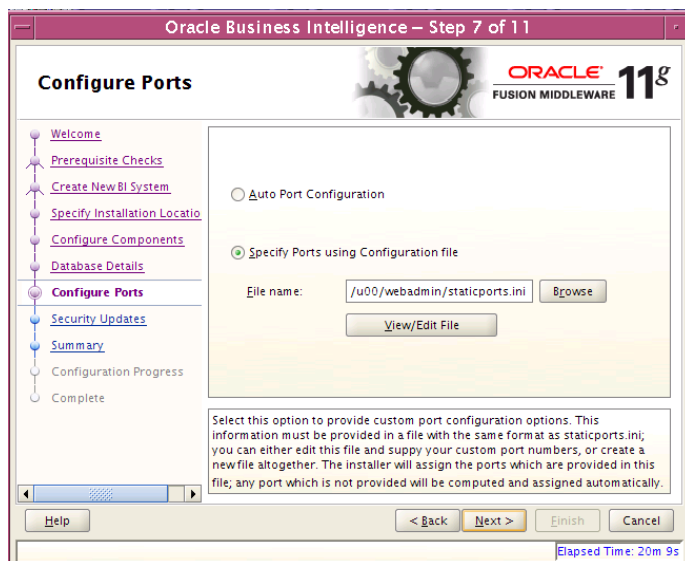 Oracle Business Intelligence – Step 7 of 11
Configure Ports
ORACLE
FUSION MIDDLEWARE
11g
Welcome
Prerequisite Checks
Create New BI System
Specify Installation Locatio
Configure Components
Database Details
Configure Ports
Security Updates
Summary
Configuration Progress
Complete
Auto Port Configuration
Specify Ports using Configuration file
File name:
/u00/webadmin/staticports.ini
Browse
View/Edit File
Select this option to provide custom port configuration options. This
information must be provided in a file with the same format as staticports.ini;
you can either edit this file and suppy your custom port numbers, or create a
new file altogether. The installer will assign the ports which are provided in this
file; any port which is not provided will be computed and assigned automatically.
Help
< Back
Next >
Finish
Cancel
Elapsed Time: 20m 9s